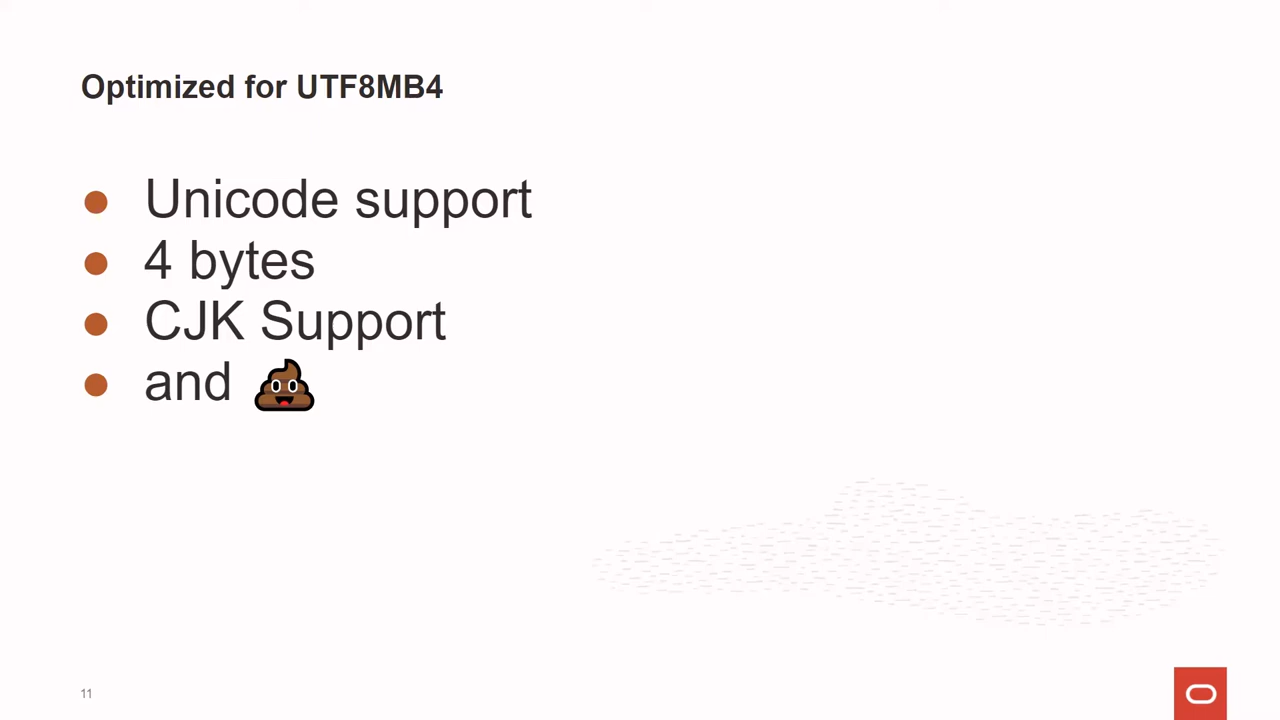 Optimized for UTF8MB4
● Unicode support
● 4 bytes
● CJK Support
● and 💩
11